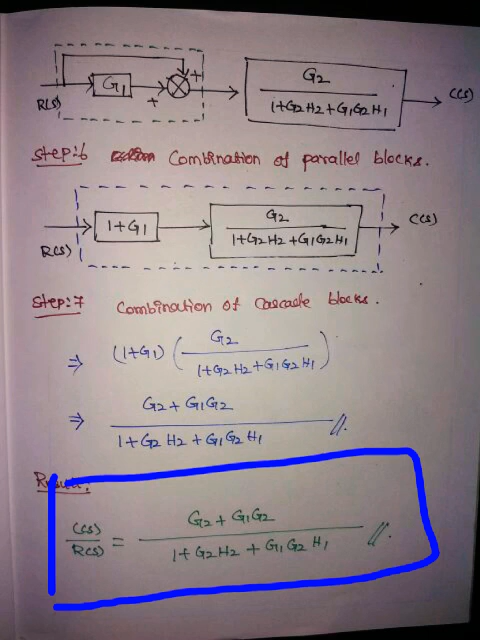 G1
+
+
R(s)
G2
1+G2H2+G1G2H1
C(s)
Step:6 Combination of parallel blocks.
R(s)
1+G1
G2
1+G2H2+G1G2H1
C(s)
Step:7 Combination of Cascade blocks.
⇒ (1+G1) ( G2
1+G2H2+G1G2H1 )
⇒ G2+G1G2
1+G2H2+G1G2H1 //.
Result:
C(s)
R(s)
=
G2+G1G2
1+G2H2+G1G2H1 //.